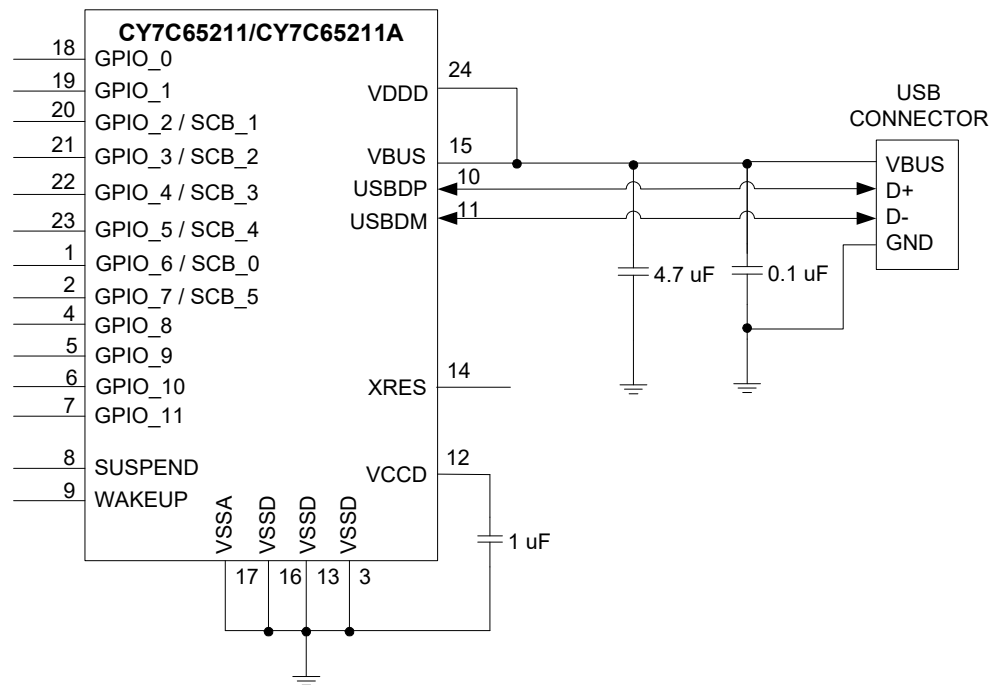 CY7C65211/CY7C65211A
18
GPIO_0
19
GPIO_1
20
GPIO_2 / SCB_1
21
GPIO_3 / SCB_2
22
GPIO_4 / SCB_3
23
GPIO_5 / SCB_4
1
GPIO_6 / SCB_0
2
GPIO_7 / SCB_5
4
GPIO_8
5
GPIO_9
6
GPIO_10
7
GPIO_11
8
SUSPEND
9
WAKEUP
VDDD
24
VBUS
15
USBDP
10
USBDM
11
XRES
14
VCCD
12
VSSA
VSSD
VSSD
VSSD
17
16
13
3
1 uF
4.7 uF
0.1 uF
USB
CONNECTOR
VBUS
D+
D-
GND